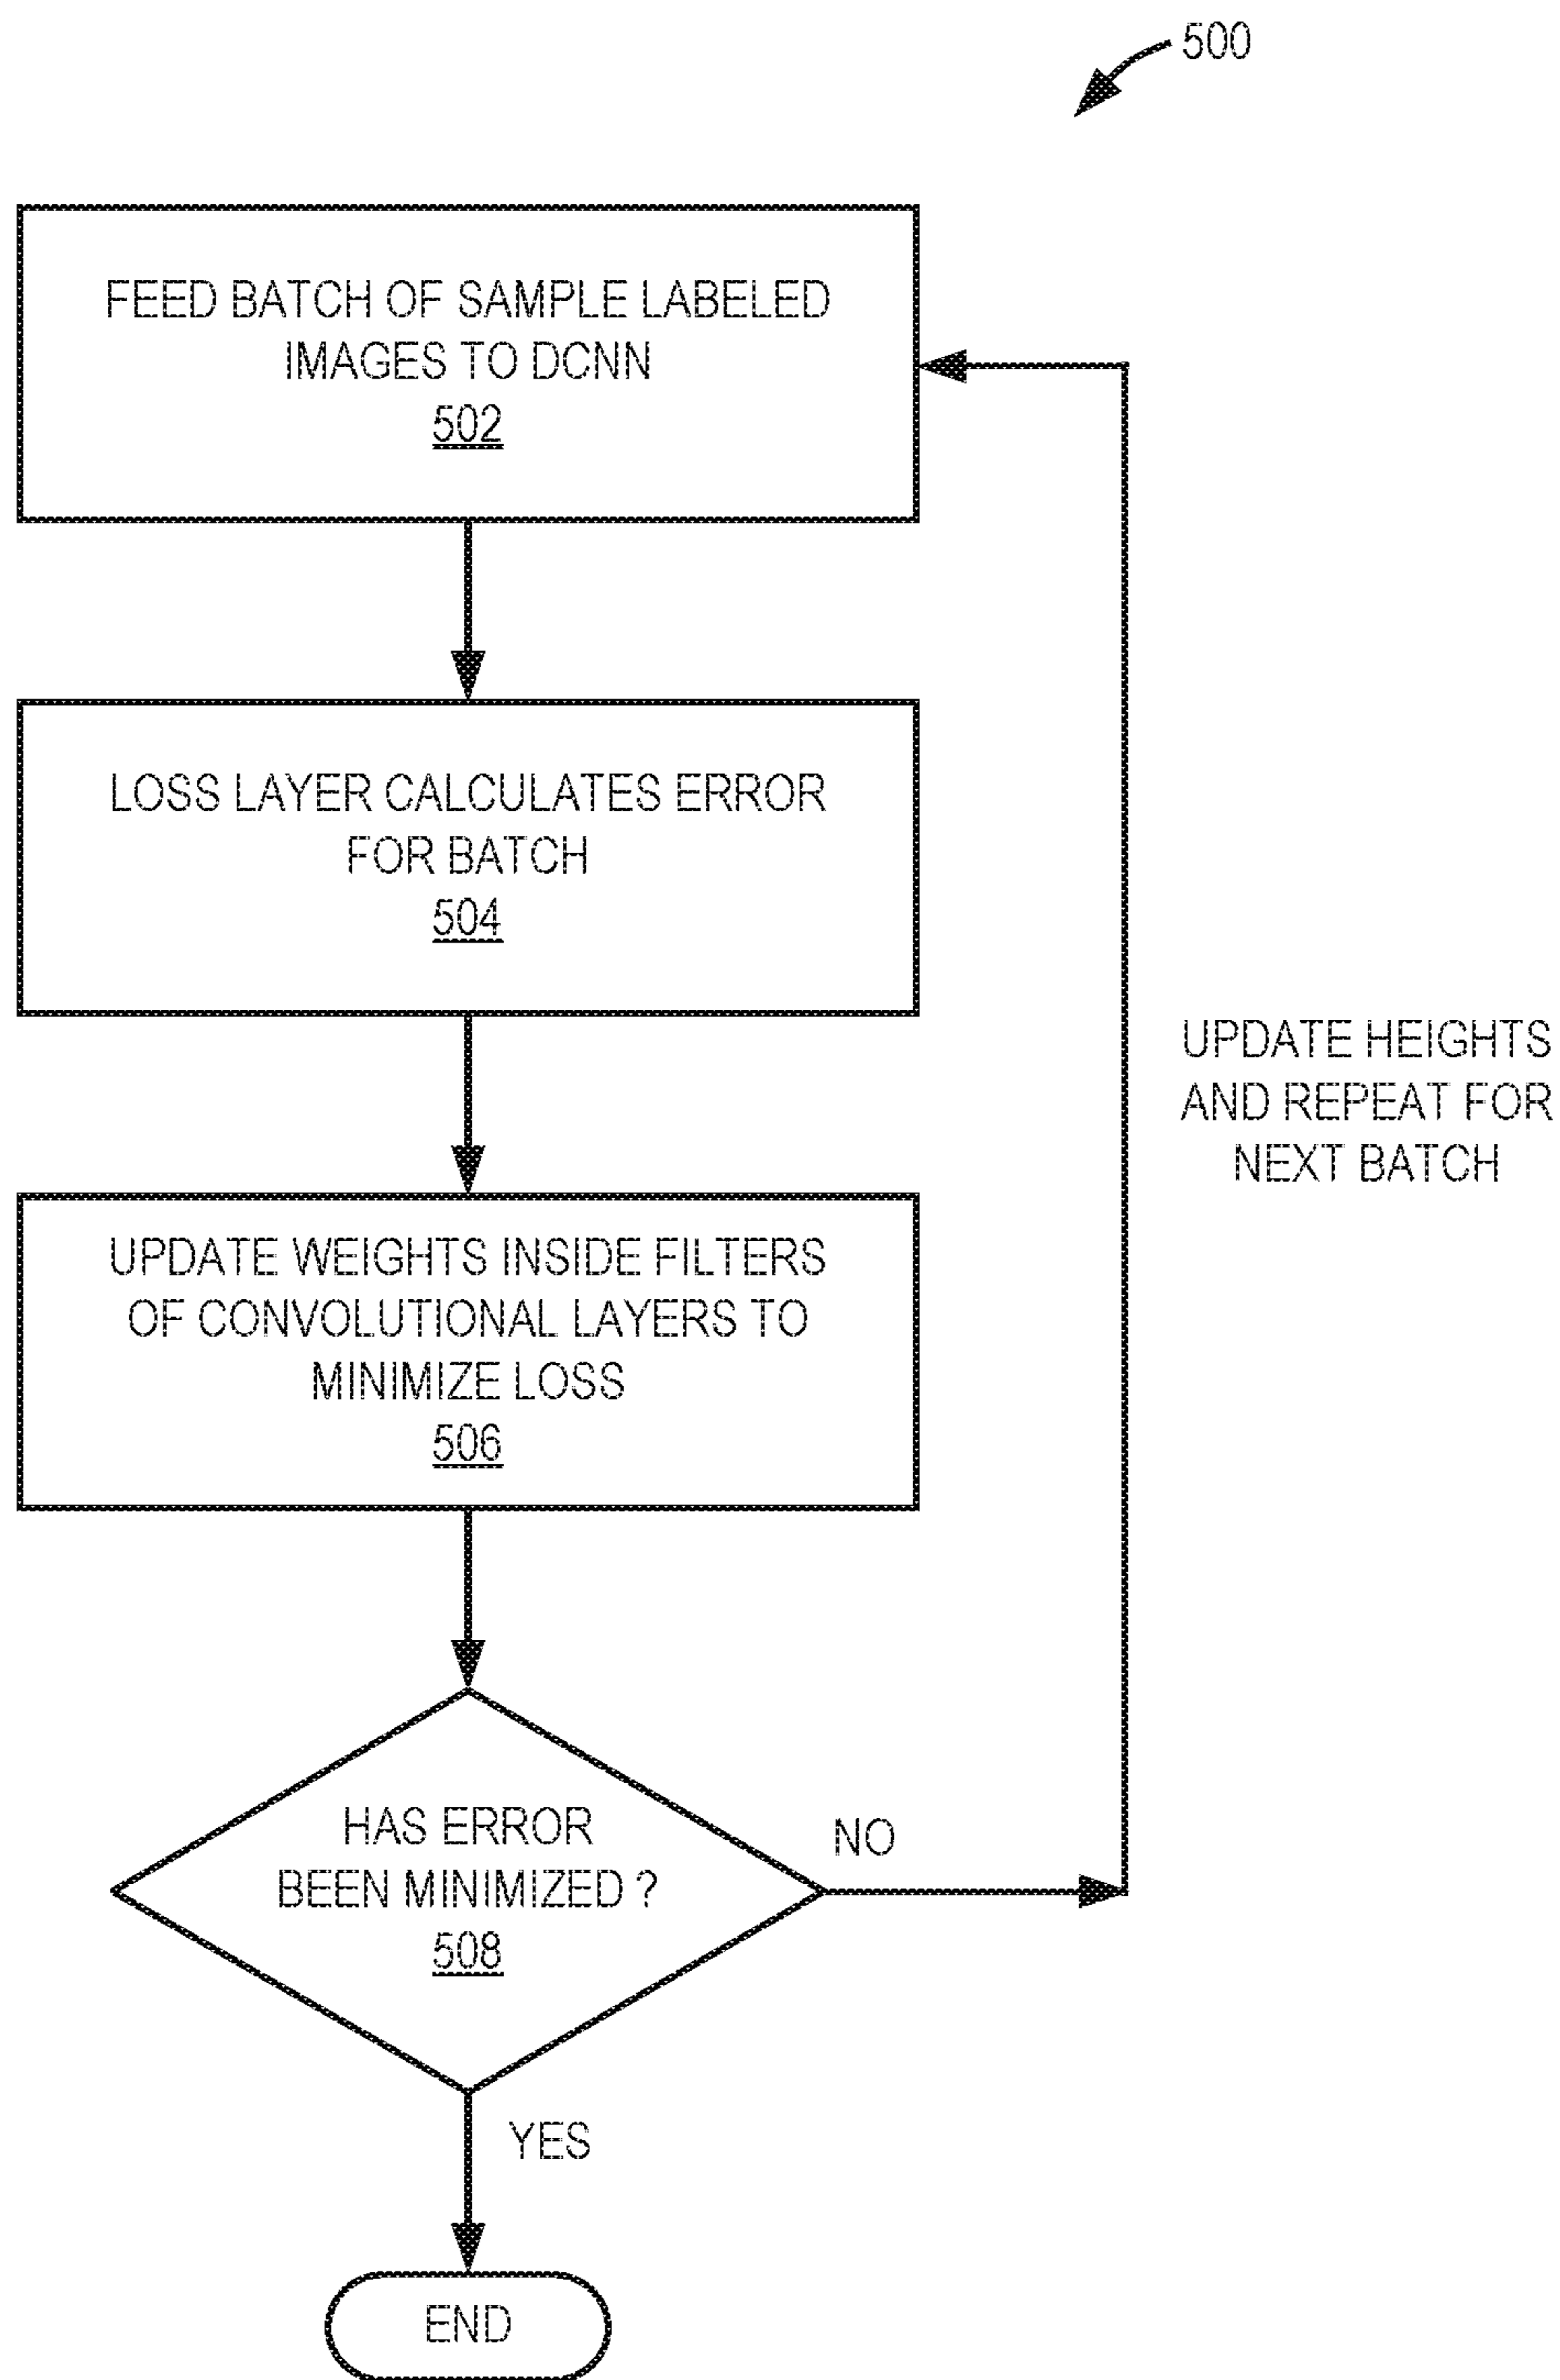 500
FEED BATCH OF SAMPLE LABELED
IMAGES TO DCNN
502
LOSS LAYER CALCULATES ERROR
FOR BATCH
504
UPDATE HEIGHTS
AND REPEAT FOR
NEXT BATCH
UPDATE WEIGHTS INSIDE FILTERS
OF CONVOLUTIONAL LAYERS TO
MINIMIZE LOSS
506
HAS ERROR
BEEN MINIMIZED ?
508
NO
YES
END